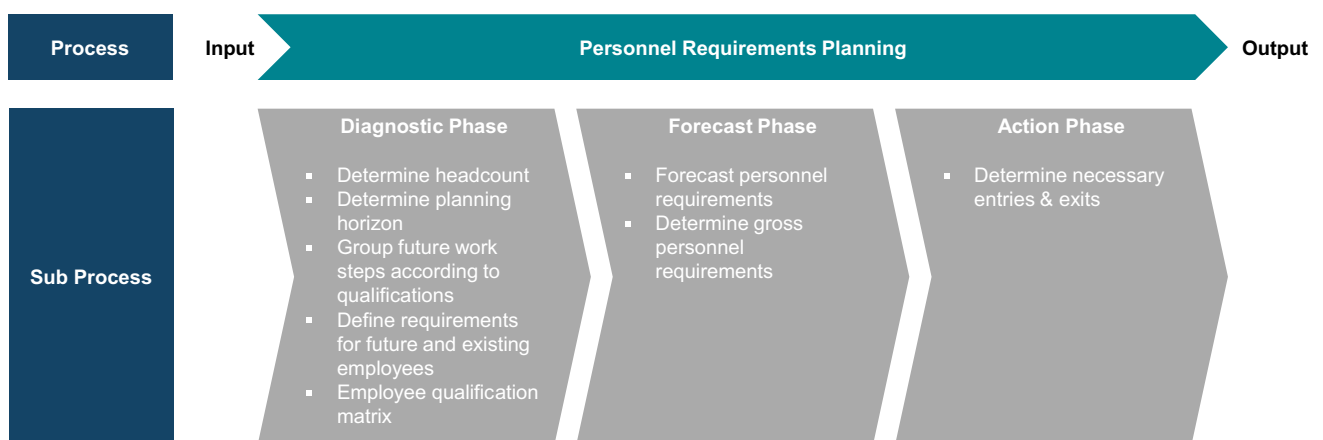 Process
Input
Personnel Requirements Planning
Output
Sub Process
Diagnostic Phase
▪ Determine headcount
▪ Determine planning
horizon
▪ Group future work
steps according to
qualifications
▪ Define requirements
for future and existing
employees
▪ Employee qualification
matrix
Forecast Phase
▪ Forecast personnel
requirements
▪ Determine gross
personnel
requirements
Action Phase
▪ Determine necessary
entries & exits